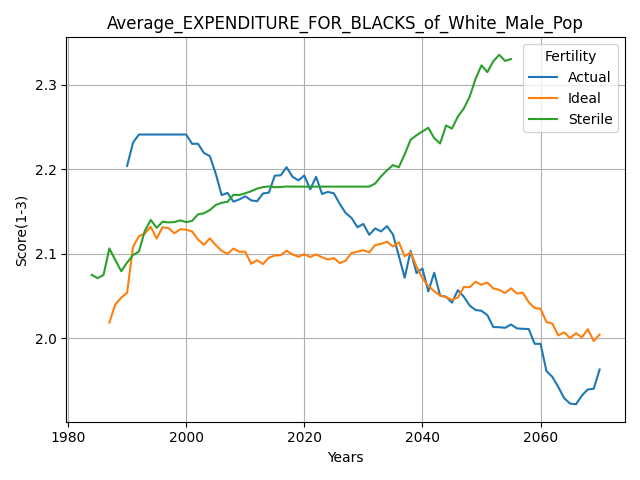 Average_EXPENDITURE_FOR_BLACKS_of_White_Male_Pop
Fertility
Actual
Ideal
Sterile
Score(1-3)
2.3
2.2
2.1
2.0
1980 2000 2020 2040 2060
Years